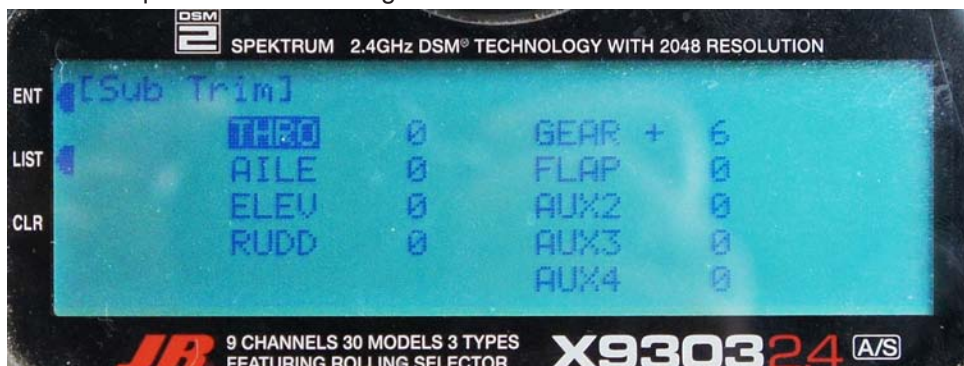 DSM
2 SPEKTRUM 2.4GHz DSM® TECHNOLOGY WITH 2048 RESOLUTION
ENT [Sub Trim]
THRO 0 GEAR + 6
LIST AILE 0 FLAP 0
CLR ELEV 0 AUX2 0
RUDD 0 AUX3 0
AUX4 0
JR 9 CHANNELS 30 MODELS 3 TYPES
FEATURING ROLLING SELECTOR
X9303 24 A/S